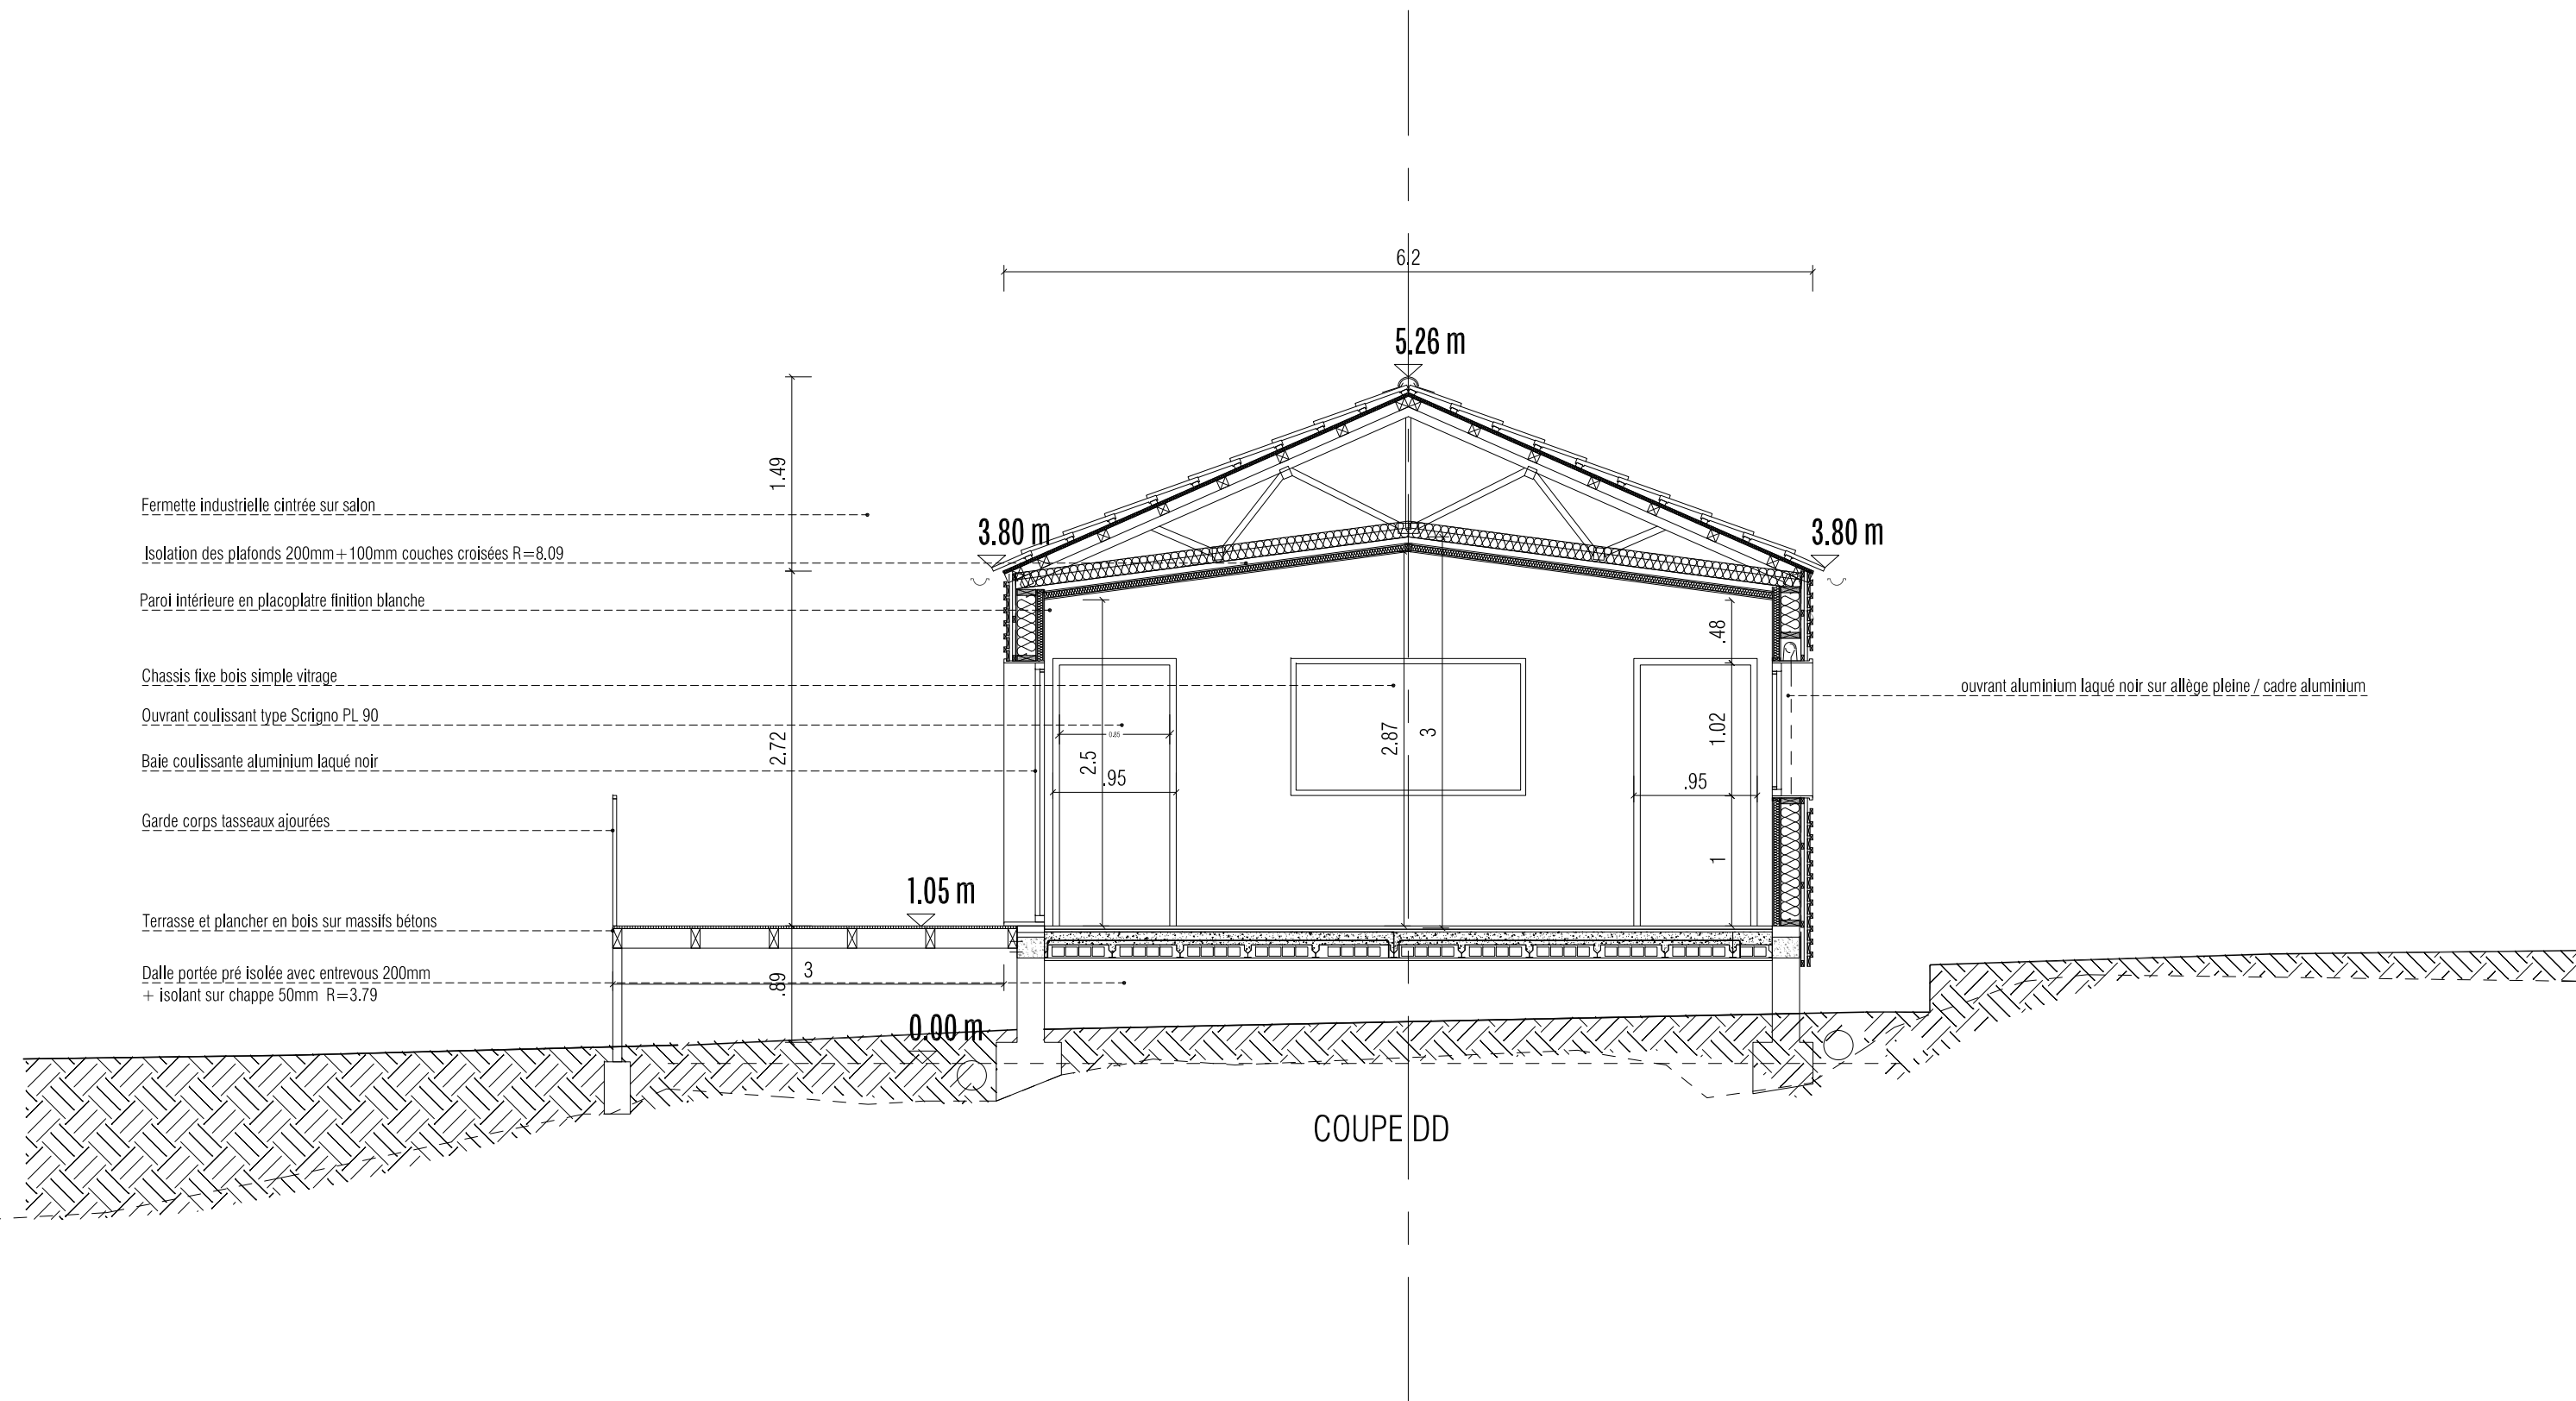 6.2
5.26 m
1.49
Fermette industrielle cintrée sur salon
3.80 m
3.80 m
Isolation des plafonds 200mm+100mm couches croisées R=8.09
Paroi intérieure en placoplatre finition blanche
.48
Chassis fixe bois simple vitrage
ouvrant aluminium laqué noir sur allège pleine / cadre aluminium
Ouvrant coulissant type Scrigno PL 90
0.85
2.72
2.5
2.87
3
1.02
Baie coulissante aluminium laqué noir
.95
.95
Garde corps tasseaux ajourées
1
1.05 m
Terrasse et plancher en bois sur massifs bétons
Dalle portée pré isolée avec entrevous 200mm
+ isolant sur chappe 50mm R=3.79
.89
3
0.00 m
COUPE DD